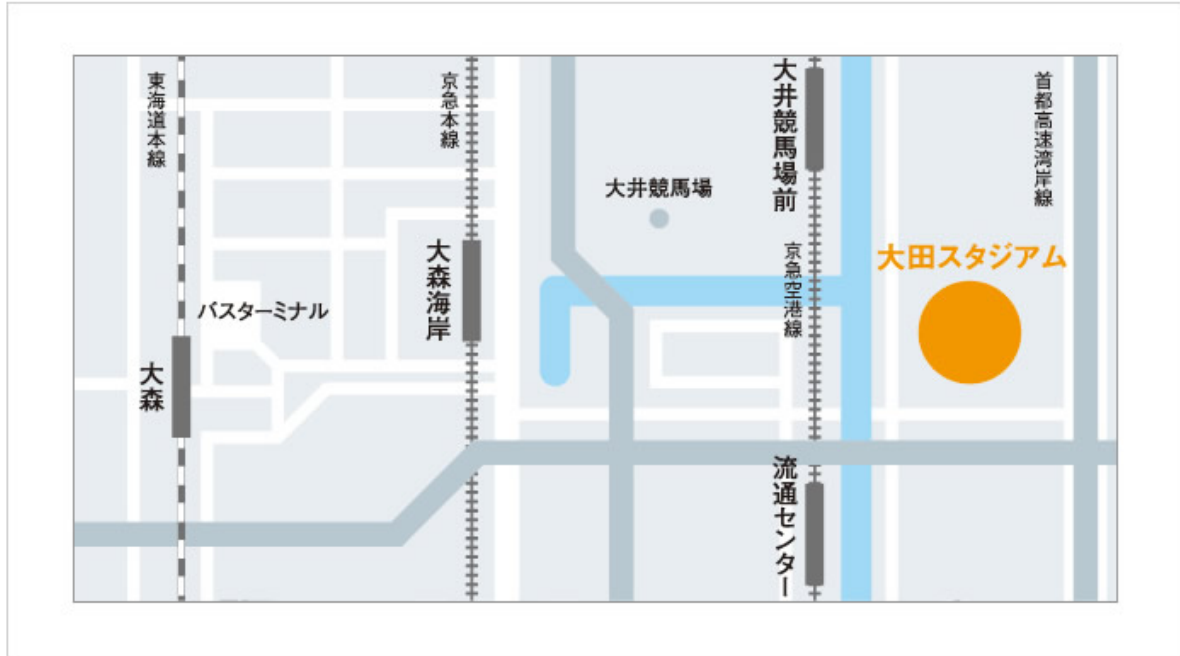 東海道本線
京急本線
大井競馬場前
首都高速湾岸線
大井競馬場
大森海岸
京急空港線
大田スタジアム
バスターミナル
大森
流通センター